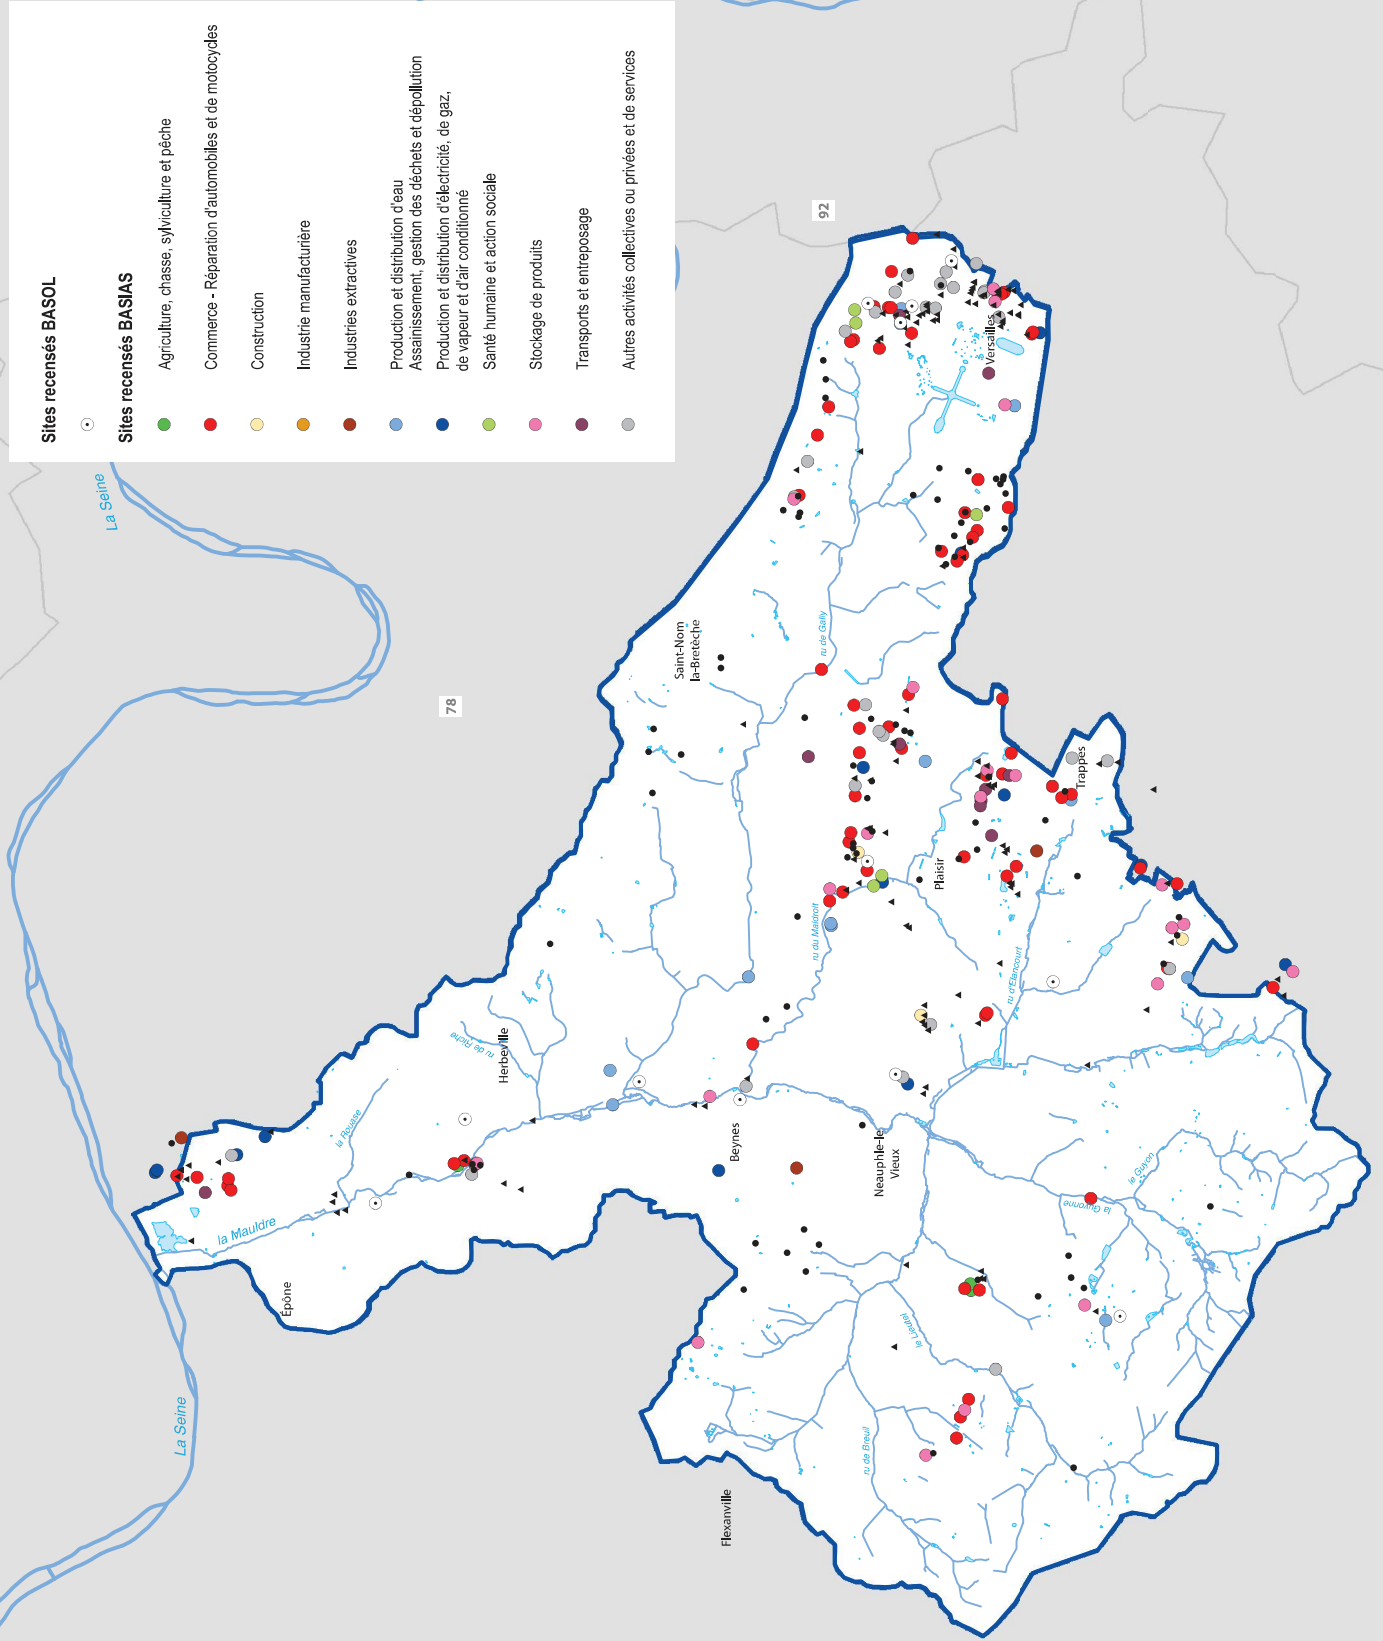 Sites recensés BASOL
Sites recensés BASIAS
Agriculture, chasse, sylviculture et pêche
Commerce - Réparation d'automobiles et de motocycles
Construction
Industrie manufacturière
Industries extractives
Production et distribution d'eau
Assainissement, gestion des déchets et dépollution
Production et distribution d'électricité, de gaz,
de vapeur et d'air conditionné
Santé humaine et action sociale
Stockage de produits
Transports et entreposage
Autres activités collectives ou privées et de services
La Seine
La Seine
78
92
Épône
la Mauldre
la Rouase
ru de Riche
Herbeville
Saint-Nom
la-Bretèche
ru de Gally
Versailles
Beynes
ru du Maldroit
Plaisir
Trappes
ru d'Elancourt
Neauphle-le-
Vieux
le Guyon
la Guyonne
le Lieutel
ru de Breuil
Flexanville